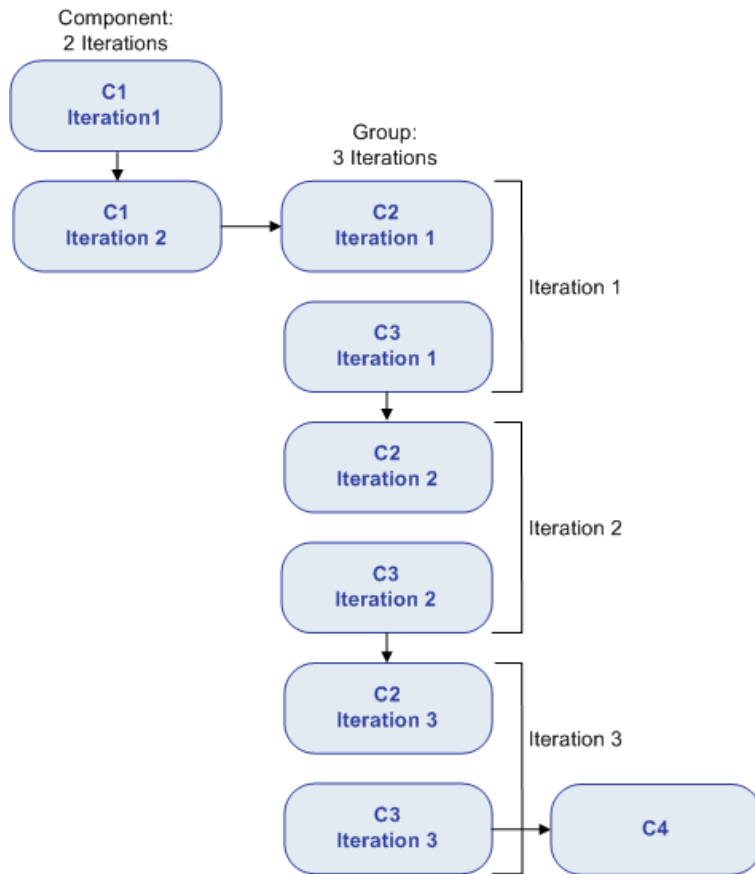 Component:
2 Iterations
C1
Iteration1
Group:
3 Iterations
C1
Iteration 2
C2
Iteration 1
Iteration 1
C3
Iteration 1
C2
Iteration 2
Iteration 2
C3
Iteration 2
C2
Iteration 3
Iteration 3
C3
Iteration 3
C4